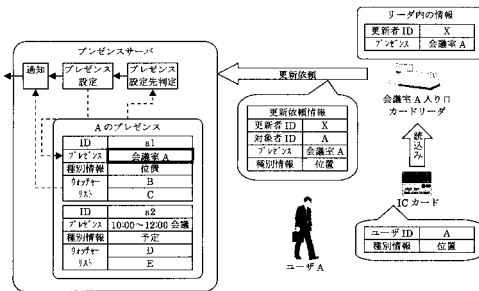 リーダ内の情報
更新者ID X
プレゼンス 会議室A
プレゼンスサーバ
通知
プレゼンス設定
プレゼンス設定先判定
更新依頼
会議室A入り口
カードリーダ
Aのプレゼンス
ID a1
プレゼンス 会議室A
種別情報 位置
ウォッチャーリスト B
C
ID a2
プレゼンス 10:00～12:00 会議
種別情報 予定
ウォッチャーリスト D
E
更新依頼情報
更新者ID X
対象者ID A
プレゼンス 会議室A
種別情報 位置
読込み
ICカード
ユーザID A
種別情報 位置
ユーザA